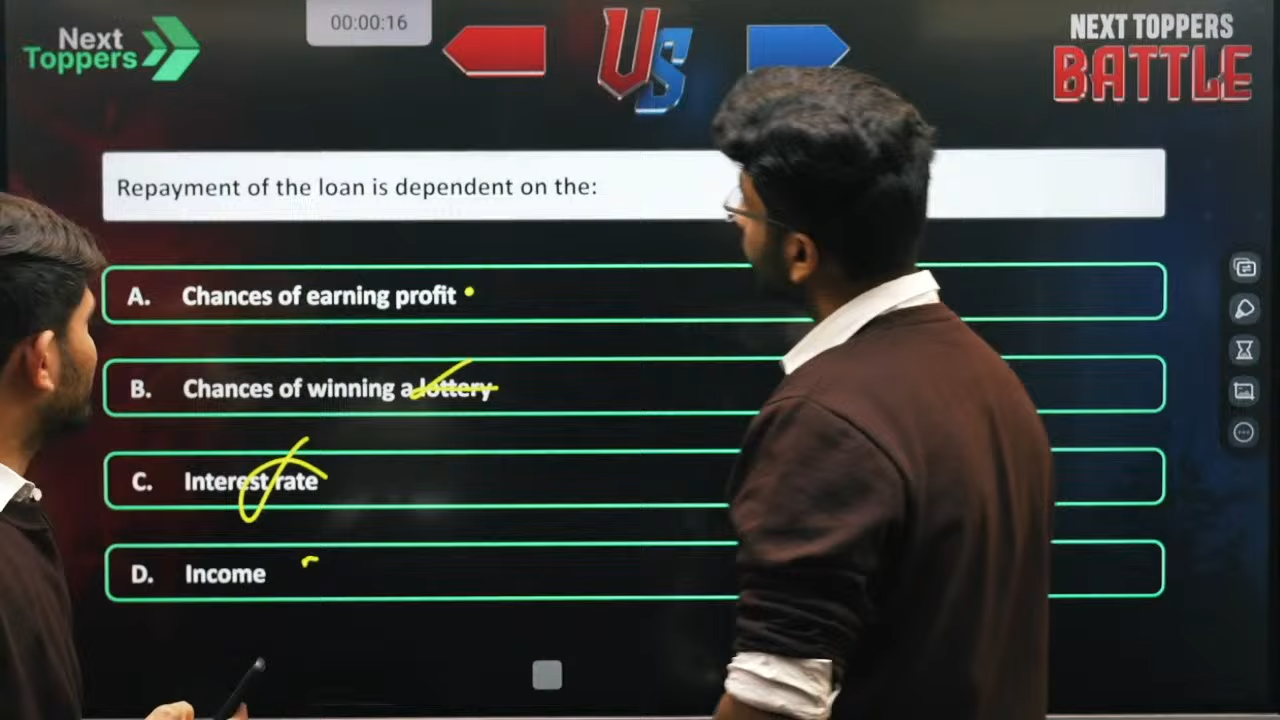 Next
Toppers
00:00:16
VS
NEXT TOPPERS
BATTLE
Repayment of the loan is dependent on the:
A. Chances of earning profit
B. Chances of winning a lottery
C. Interest rate
D. Income